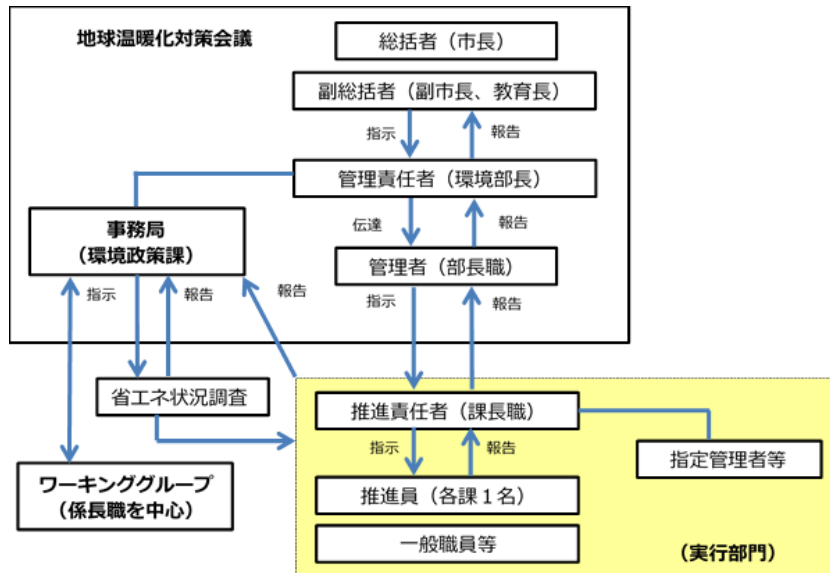 地球温暖化対策会議
総括者（市長）
副総括者（副市長、教育長）
指示
報告
管理責任者（環境部長）
伝達
報告
事務局
（環境政策課）
管理者（部長職）
指示
報告
報告
指示
報告
省エネ状況調査
推進責任者（課長職）
指示
報告
指定管理者等
ワーキンググループ
（係長職を中心）
推進員（各課１名）
一般職員等
（実行部門）